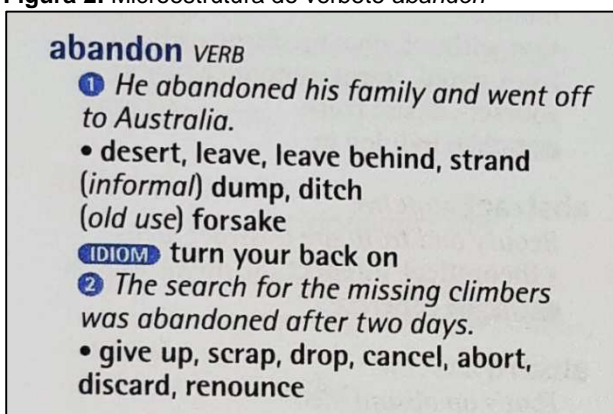 Figura 2. Microestrutura do verbete abandon
abandon VERB
1 He abandoned his family and went off
to Australia.
• desert, leave, leave behind, strand
(informal) dump, ditch
(old use) forsake
IDIOM turn your back on
2 The search for the missing climbers
was abandoned after two days.
• give up, scrap, drop, cancel, abort,
discard, renounce